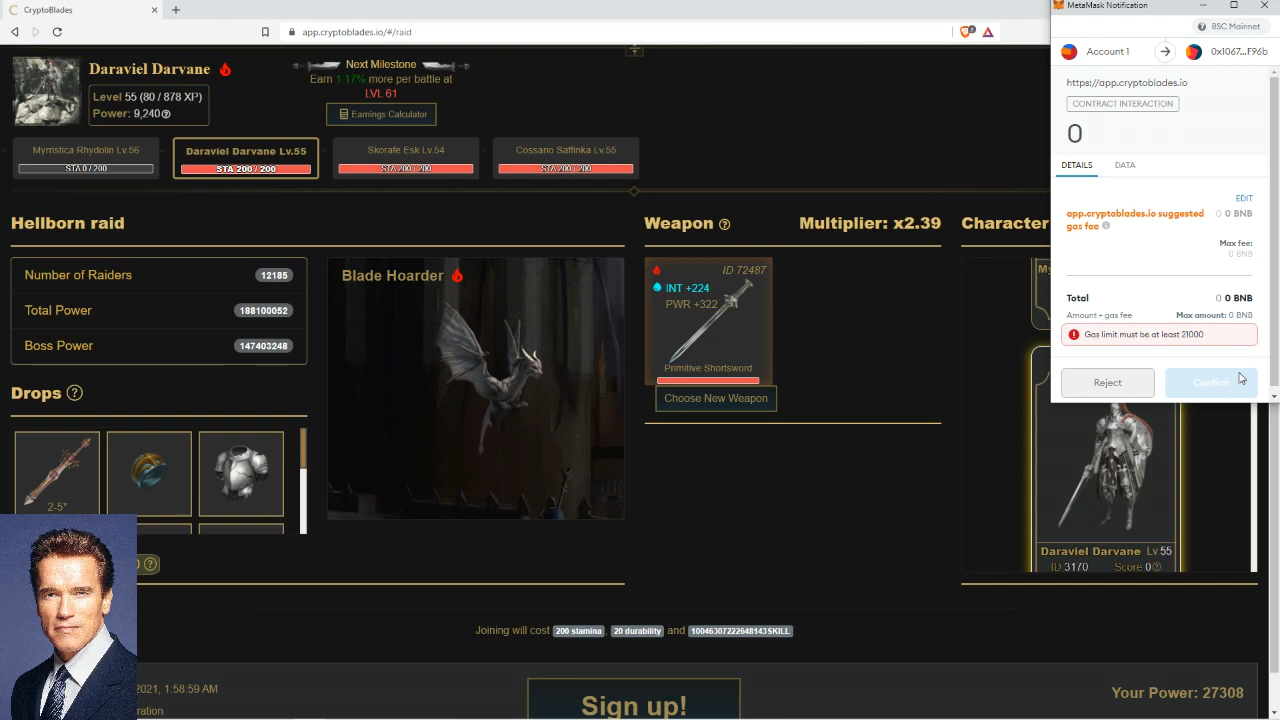 CryptoBlades
app.cryptoblades.io/#/raid
Daraviel Darvane
Level 55 (80 / 878 XP)
Power: 9,240
Next Milestone
Earn 1.17% more per battle at
LVL 61
Earnings Calculator
Myrristica Rhydolin Lv.56
STA 0 / 200
Daraviel Darvane Lv.55
STA 200 / 200
Skorafe Esk Lv.54
STA 200 / 200
Cossario Saffinka Lv.55
STA 200 / 200
Hellborn raid
Number of Raiders 12185
Total Power 188100052
Boss Power 147403248
Drops ?
2-5*
Blade Hoarder
Weapon ?
Multiplier: x2.39
ID 72487
INT +224
PWR +322
Primitive Shortsword
Choose New Weapon
Character
My
Daraviel Darvane Lv.55
ID 3170 Score 0
Joining will cost 200 stamina, 20 durability and 10046307222648143SKILL
2021, 1:58:59 AM
ration
Sign up!
Your Power: 27308
MetaMask Notification
BSC Mainnet
Account 1
0x1067...F96b
https://app.cryptoblades.io
CONTRACT INTERACTION
0
DETAILS
DATA
EDIT
app.cryptoblades.io suggested gas fee
0 0 BNB
Max fee:
0 BNB
Total
0 0 BNB
Amount + gas fee
Max amount: 0 BNB
Gas limit must be at least 21000
Reject
Confirm